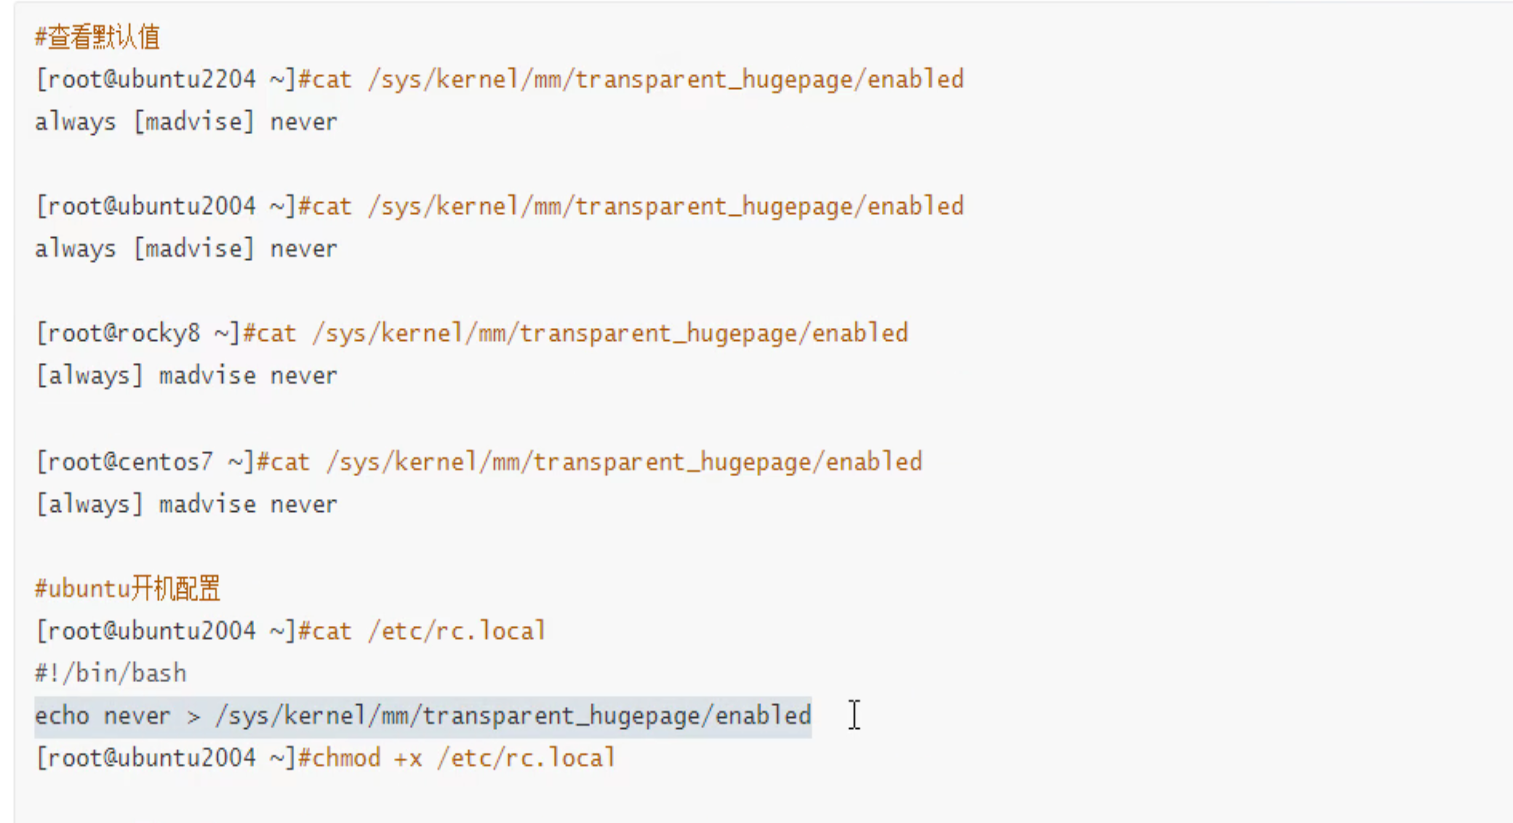 #查看默认值
[root@ubuntu2204 ~]#cat /sys/kernel/mm/transparent_hugepage/enabled
always [madvise] never
[root@ubuntu2004 ~]#cat /sys/kernel/mm/transparent_hugepage/enabled
always [madvise] never
[root@rocky8 ~]#cat /sys/kernel/mm/transparent_hugepage/enabled
[always] madvise never
[root@centos7 ~]#cat /sys/kernel/mm/transparent_hugepage/enabled
[always] madvise never
#ubuntu开机配置
[root@ubuntu2004 ~]#cat /etc/rc.local
#!/bin/bash
echo never > /sys/kernel/mm/transparent_hugepage/enabled
[root@ubuntu2004 ~]#chmod +x /etc/rc.local